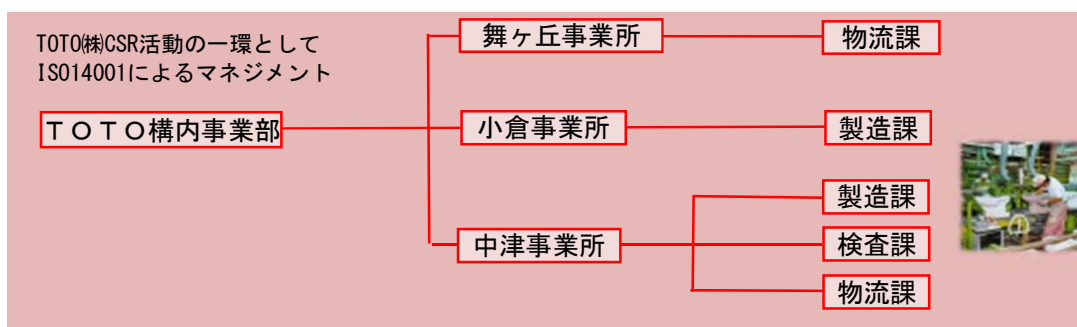 TOTO㈱CSR活動の一環として
ISO14001によるマネジメント
TOTO構内事業部
舞ヶ丘事業所
物流課
小倉事業所
製造課
中津事業所
製造課
検査課
物流課